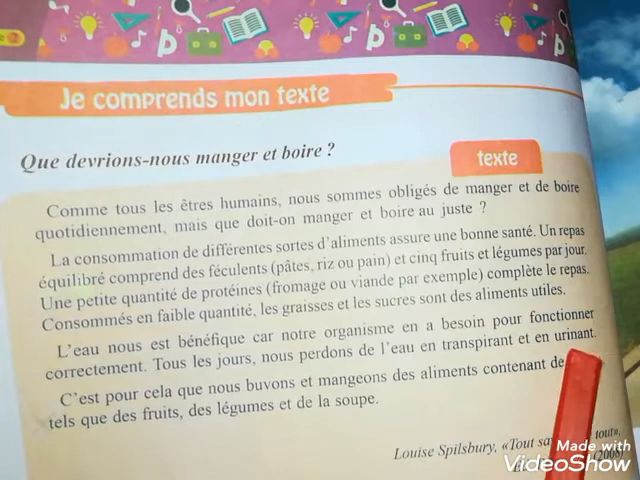 Je comprends mon texte
Que devrions-nous manger et boire ?
texte
Comme tous les êtres humains, nous sommes obligés de manger et de boire
quotidiennement, mais que doit-on manger et boire au juste ?
La consommation de différentes sortes d'aliments assure une bonne santé. Un repas
équilibré comprend des féculents (pâtes, riz ou pain) et cinq fruits et légumes par jour.
Une petite quantité de protéines (fromage ou viande par exemple) complète le repas.
Consommés en faible quantité, les graisses et les sucres sont des aliments utiles.
L'eau nous est bénéfique car notre organisme en a besoin pour fonctionner
correctement. Tous les jours, nous perdons de l'eau en transpirant et en urinant.
C'est pour cela que nous buvons et mangeons des aliments contenant de
tels que des fruits, des légumes et de la soupe.
Louise Spilsbury, «Tout sa tout»,
(2008)
Made with
VideoShow